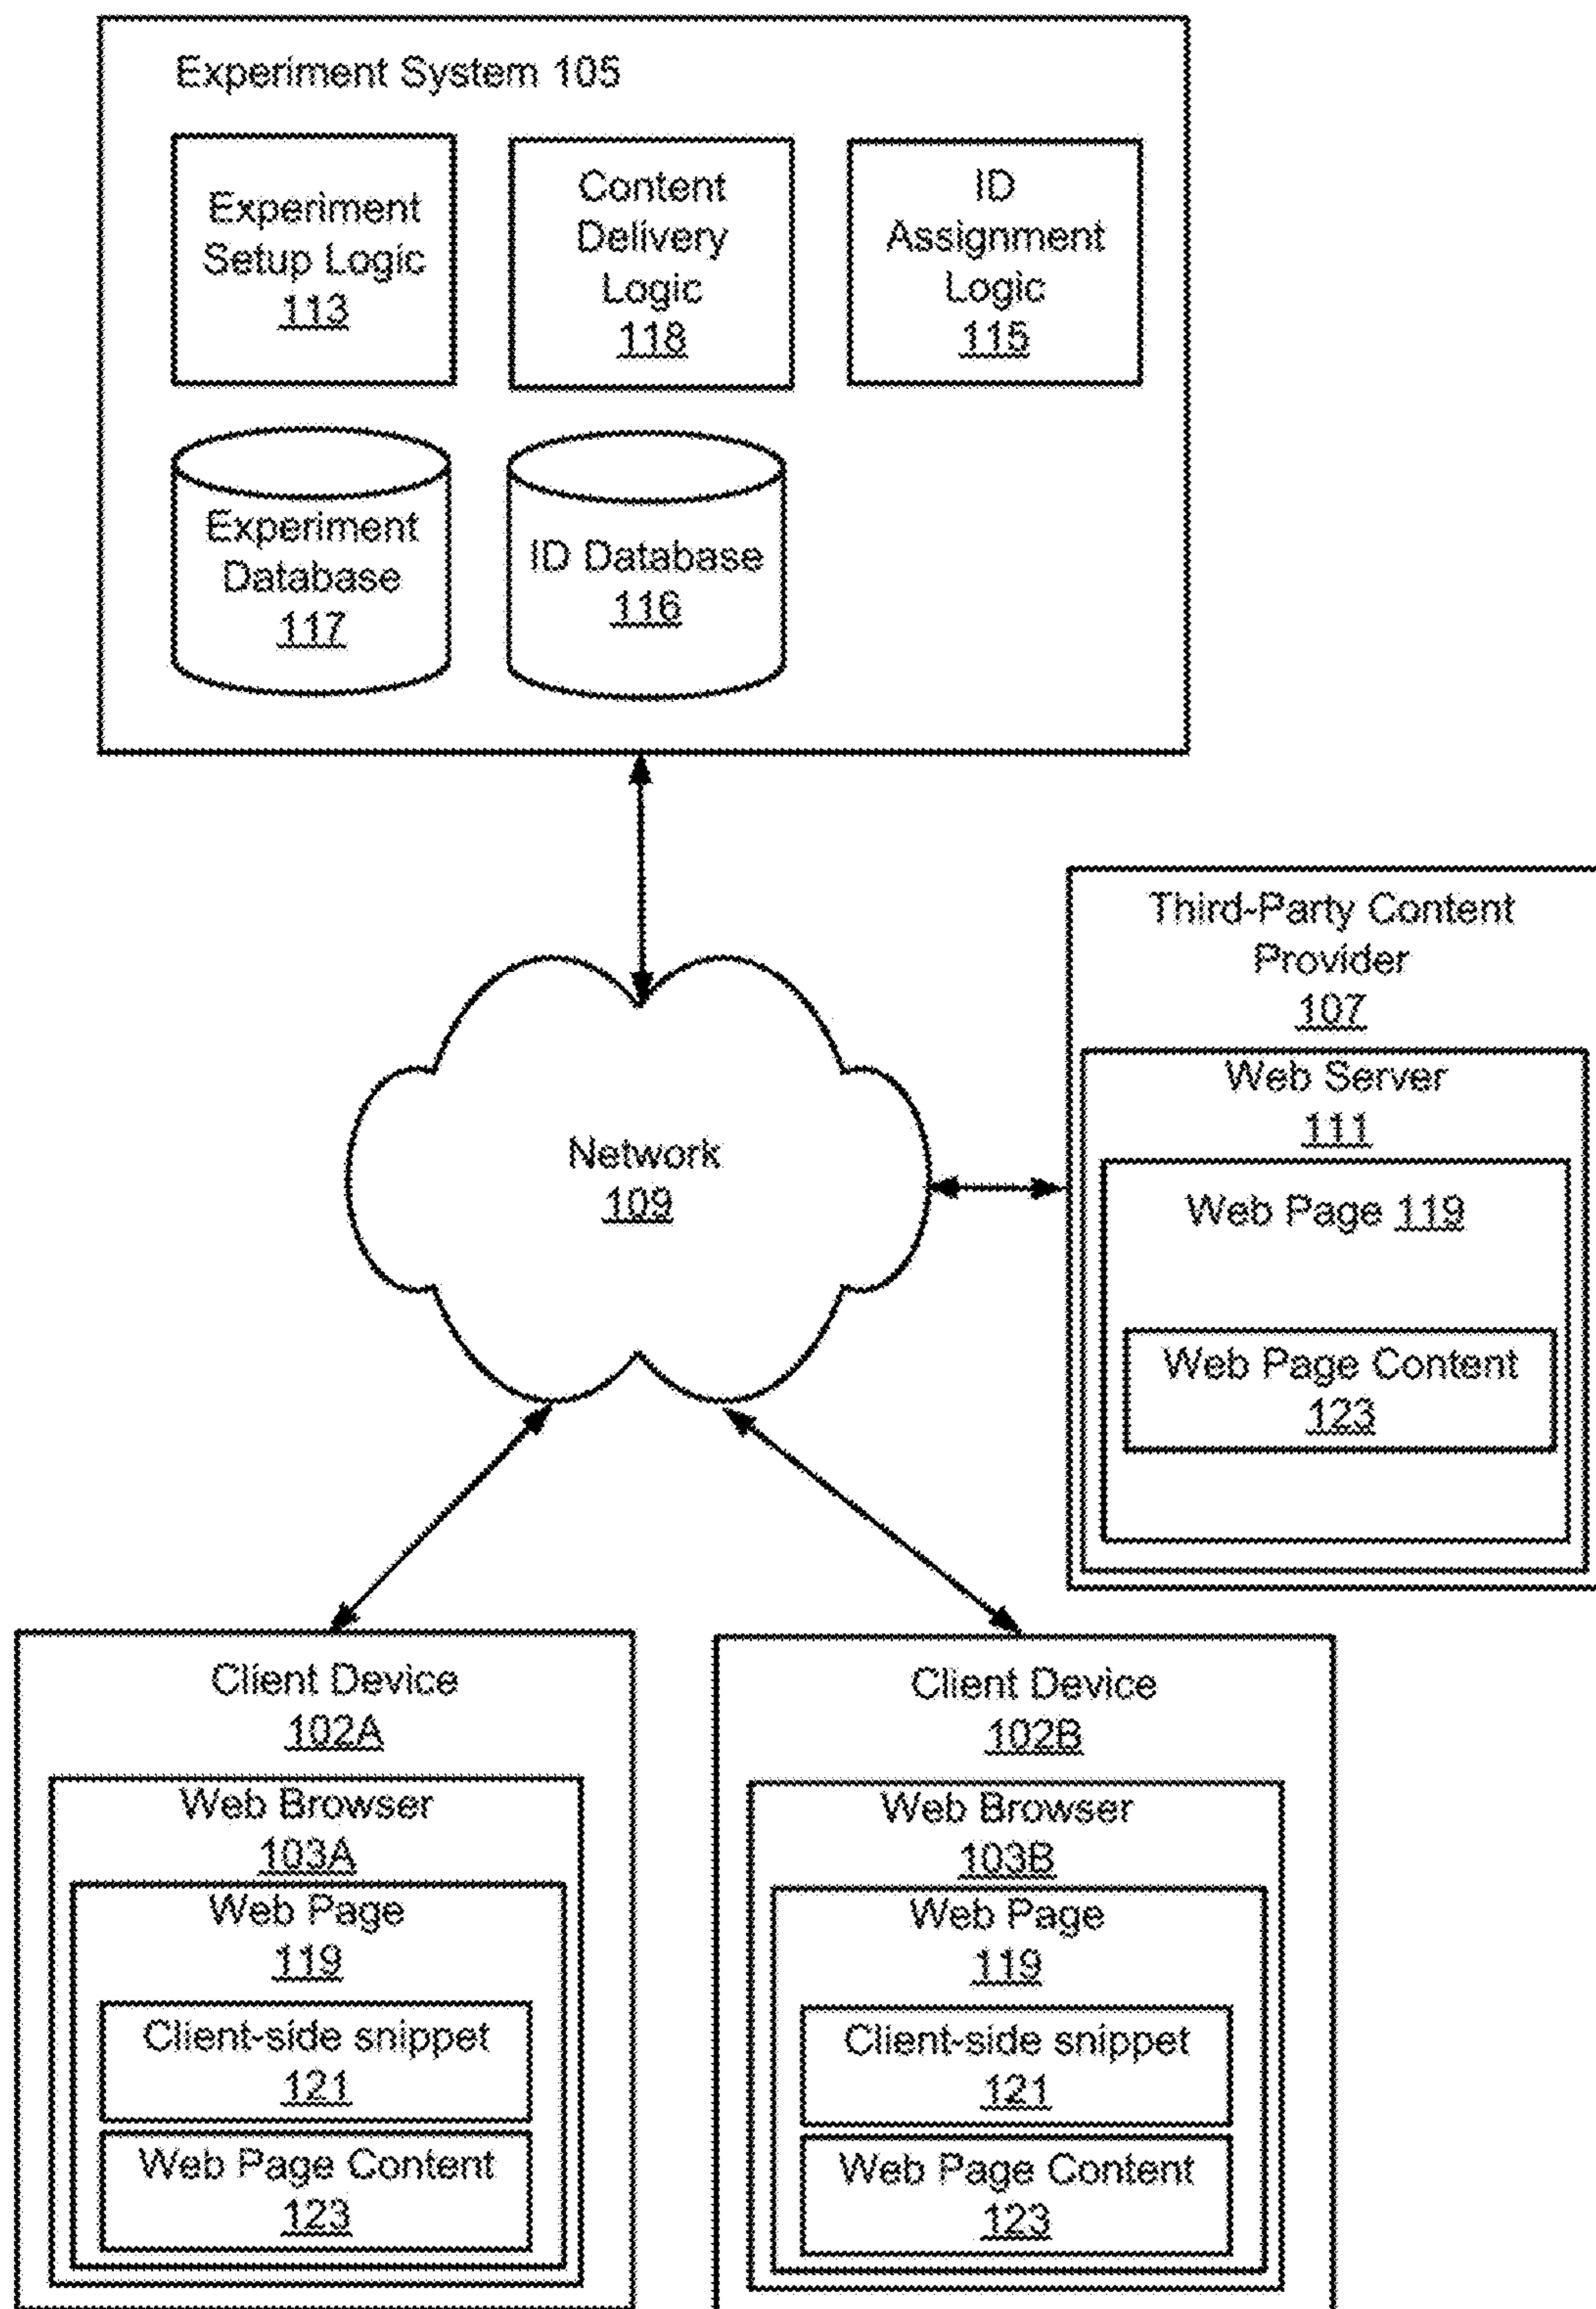 Experiment System 105
Experiment
Setup Logic
113
Content
Delivery
Logic
118
ID
Assignment
Logic
115
Experiment
Database
117
ID Database
116
Third-Party Content
Provider
107
Web Server
111
Web Page 119
Web Page Content
123
Network
109
Client Device
102A
Web Browser
103A
Web Page
119
Client-side snippet
121
Web Page Content
123
Client Device
102B
Web Browser
103B
Web Page
119
Client-side snippet
121
Web Page Content
123